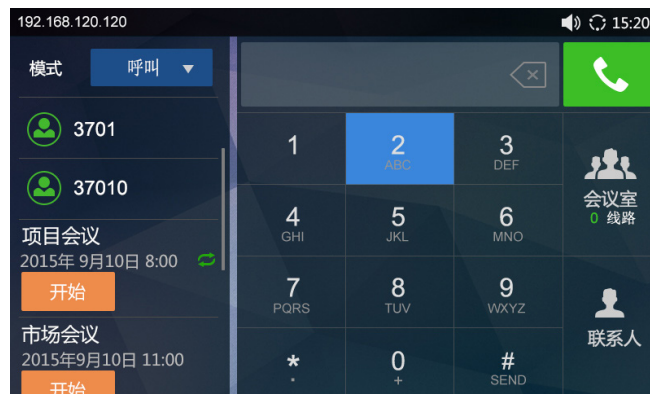 192.168.120.120
15:20
模式
呼叫
3701
37010
项目会议
2015年 9月10日 8:00
开始
市场会议
2015年9月10日 11:00
开始
1
2
ABC
3
DEF
4
GHI
5
JKL
6
MNO
7
PQRS
8
TUV
9
WXYZ
*
.
0
+
#
SEND
会议室
0 线路
联系人